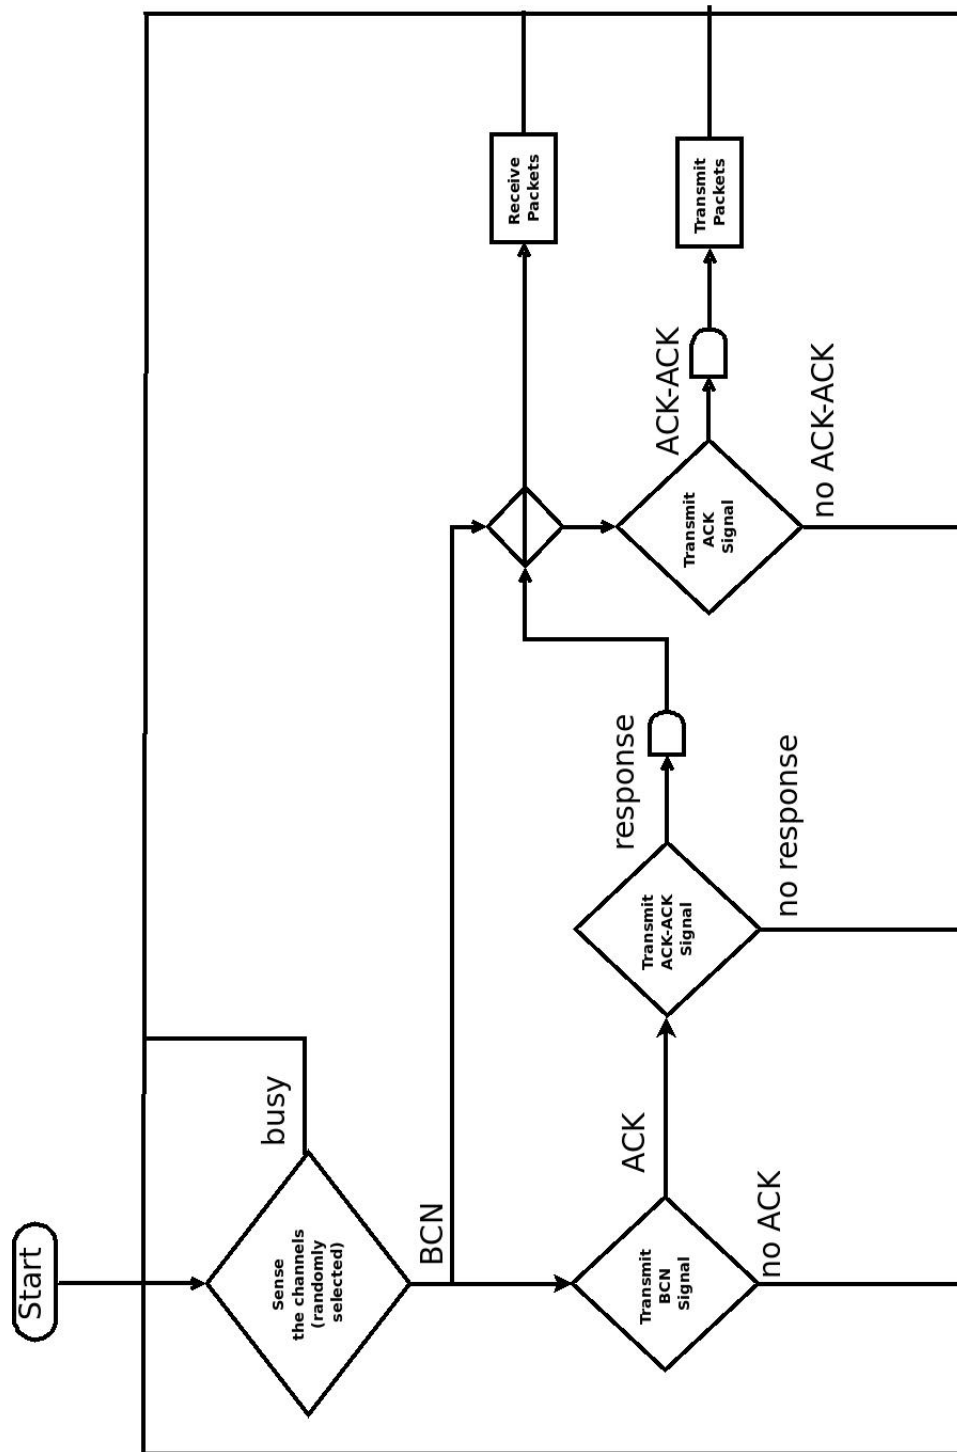 Start
Sense
the channels
(randomly
selected)
busy
BCN
Transmit
BCN
Signal
no ACK
ACK
Transmit
ACK-ACK
Signal
no response
response
Transmit
ACK
Signal
no ACK-ACK
ACK-ACK
Receive
Packets
Transmit
Packets